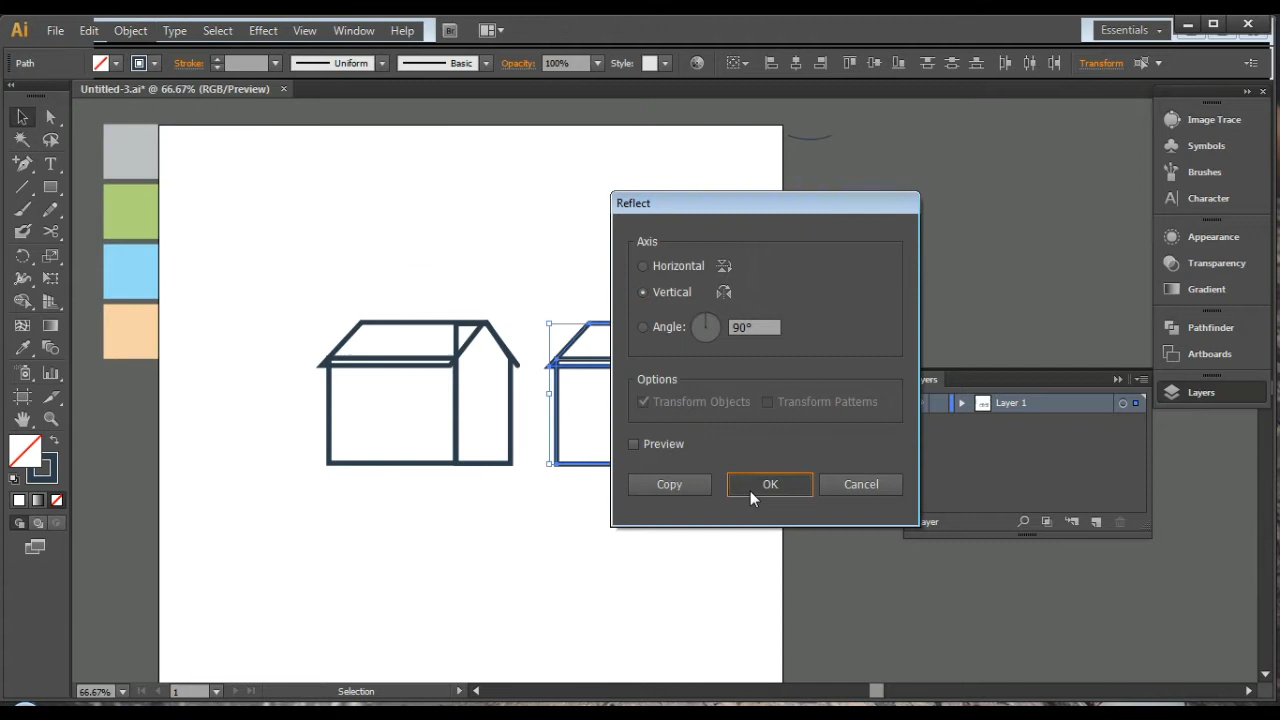 Ai File Edit Object Type Select Effect View Window Help Br Essentials
Path Stroke: Uniform Basic Opacity: 100% Style: Transform
Untitled-3.ai* @ 66.67% (RGB/Preview)
Image Trace
Symbols
Brushes
Character
Appearance
Transparency
Gradient
Pathfinder
Artboards
Layers
Reflect
Axis
Horizontal
Vertical
Angle: 90°
Options
Transform Objects Transform Patterns
Preview
Copy OK Cancel
yers
Layer 1
ayer
66.67% 1 Selection